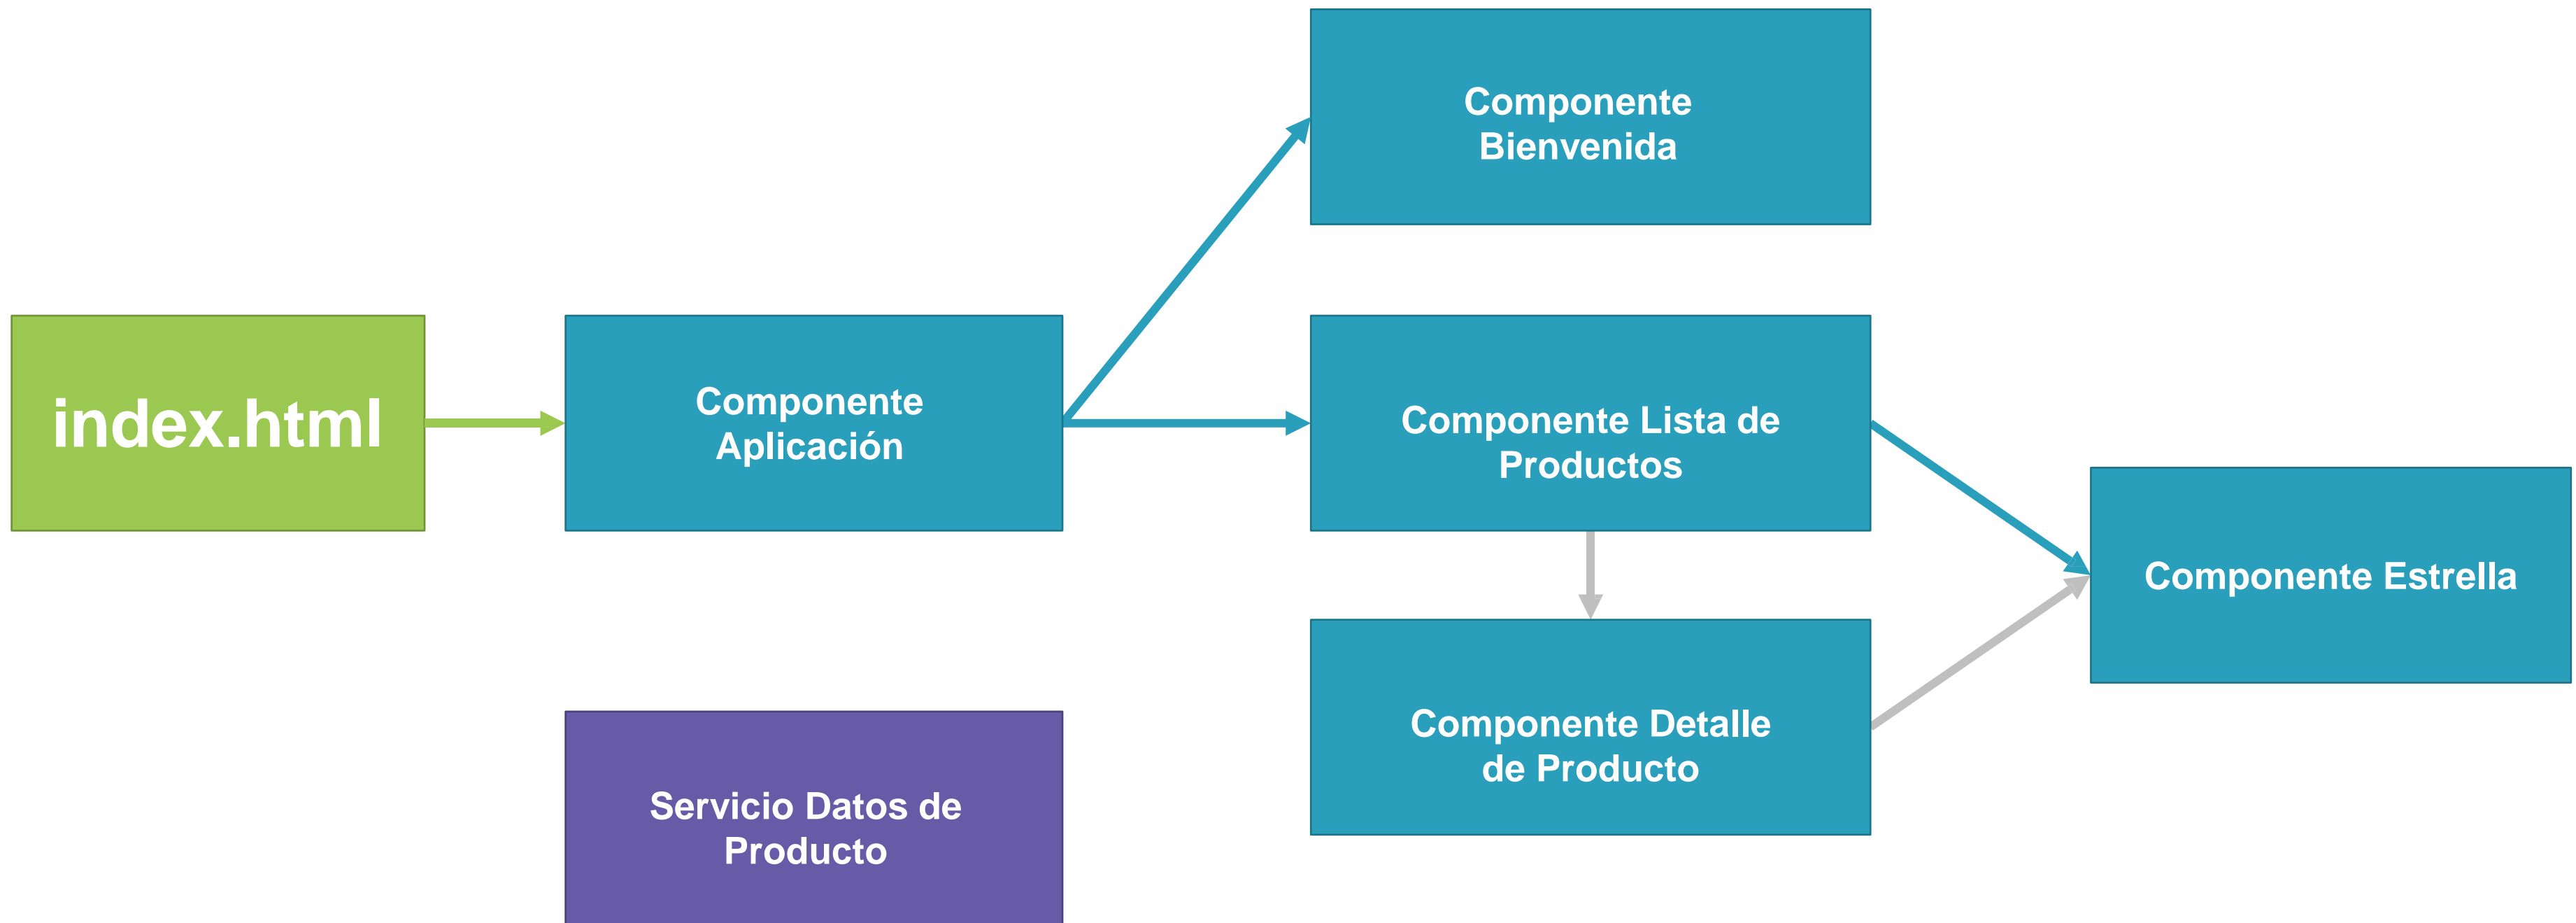 Componente
Bienvenida
index.html
Componente
Aplicación
Componente Lista de
Productos
Componente Estrella
Componente Detalle
de Producto
Servicio Datos de
Producto